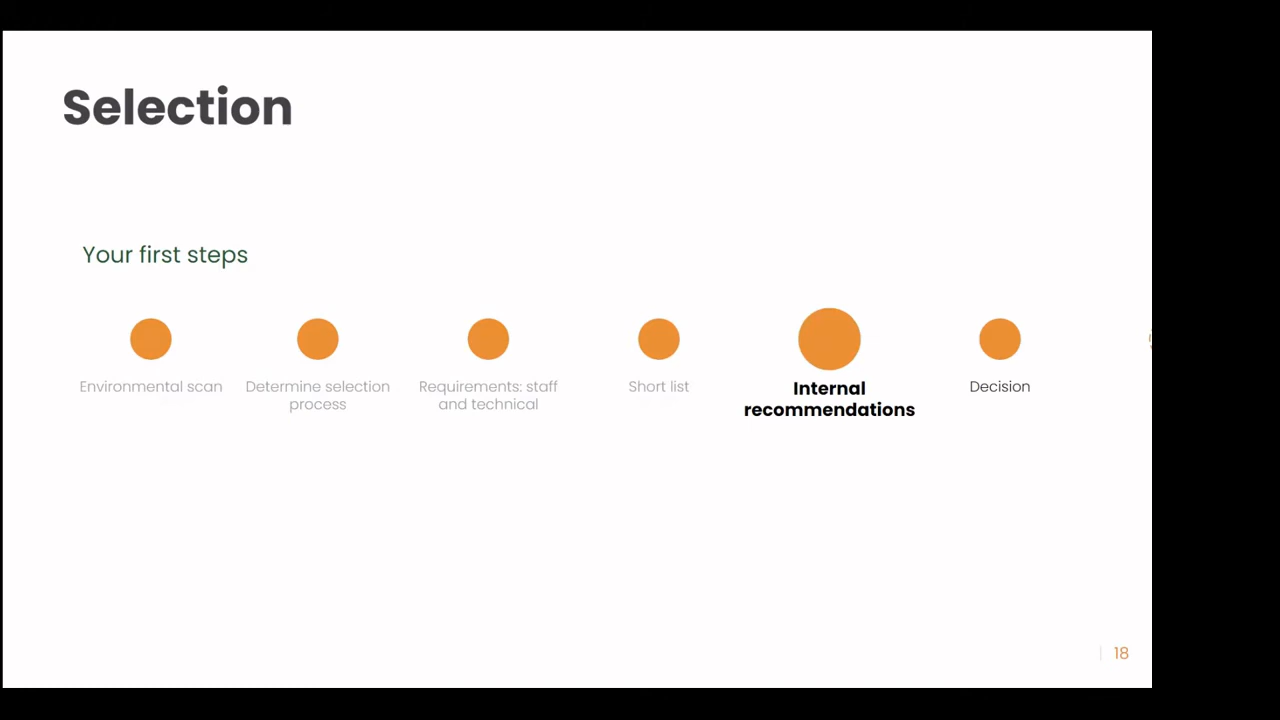 Selection
Your first steps
Environmental scan
Determine selection
process
Requirements: staff
and technical
Short list
Internal
recommendations
Decision
18